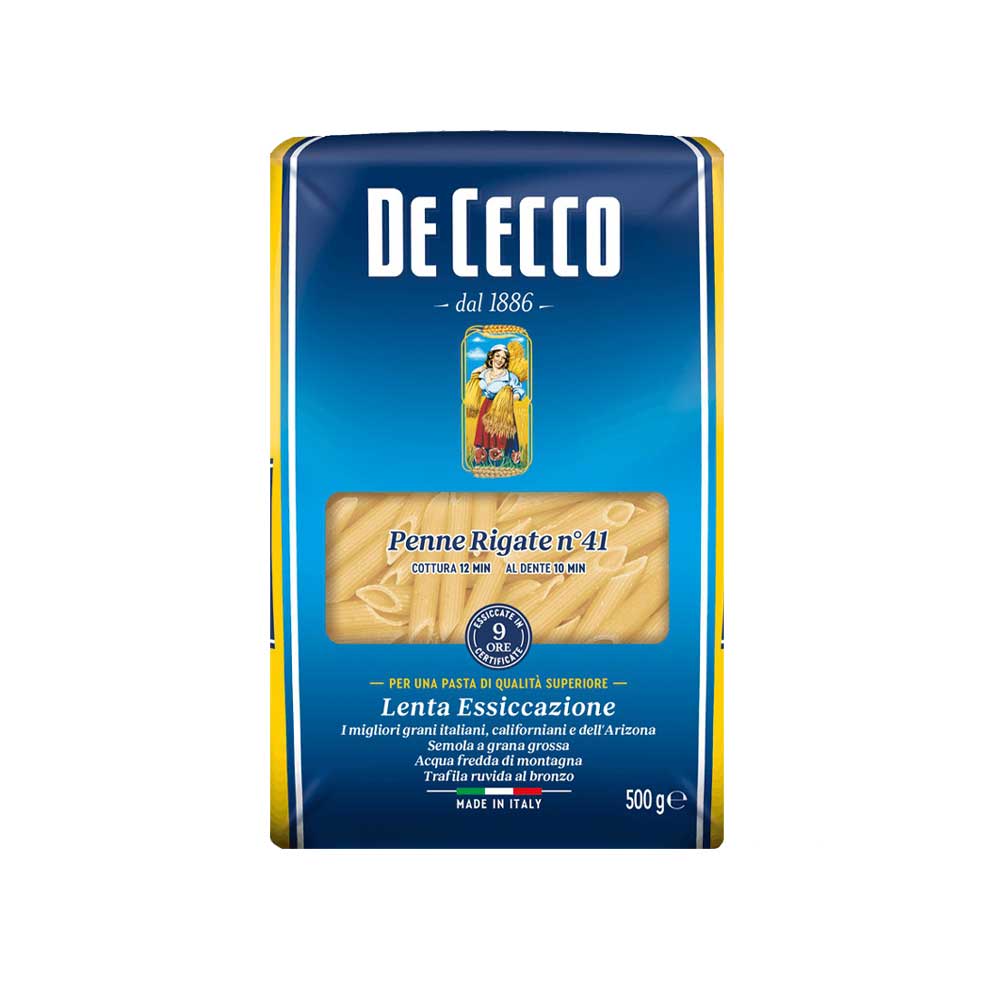 DE CECCO
dal 1886
Penne Rigate n°41
COTTURA 12 MIN AL DENTE 10 MIN
ESSICCATE IN
9
ORE
CERTIFICATE
PER UNA PASTA DI QUALITÀ SUPERIORE
Lenta Essiccazione
I migliori grani italiani, californiani e dell'Arizona
Semola a grana grossa
Acqua fredda di montagna
Trafila ruvida al bronzo
MADE IN ITALY
500 g ℮